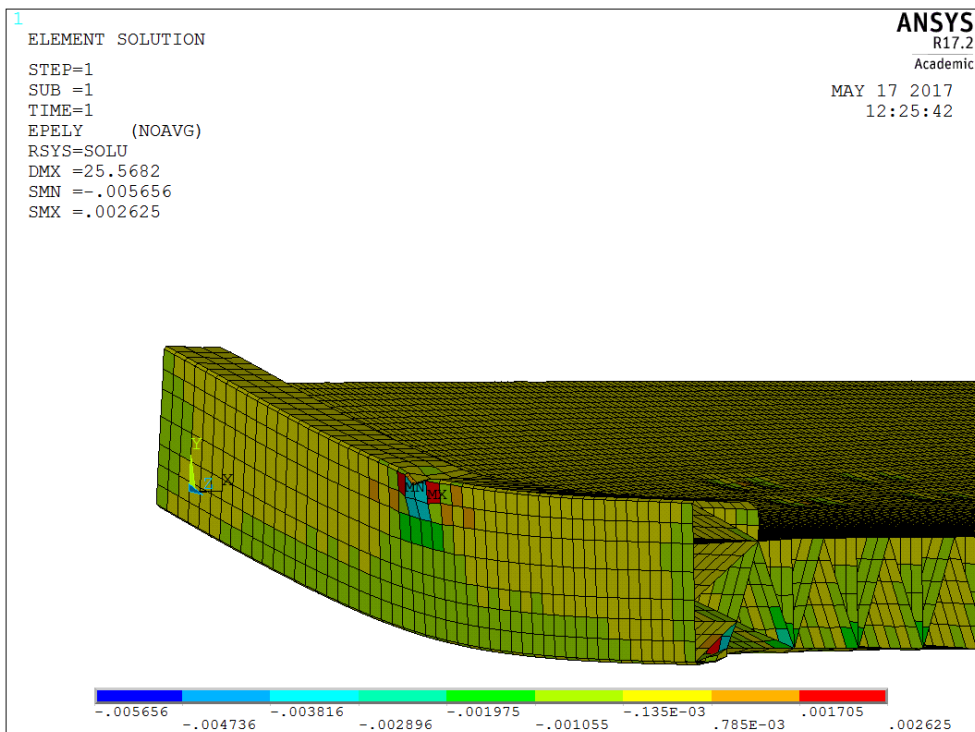 1
ELEMENT SOLUTION
STEP=1
SUB =1
TIME=1
EPELY (NOAVG)
RSYS=SOLU
DMX =25.5682
SMN =-.005656
SMX =.002625
ANSYS
R17.2
Academic
MAY 17 2017
12:25:42
Y
Z X
MN MX
-.005656 -.003816 -.001975 -.135E-03 .001705
-.004736 -.002896 -.001055 .785E-03 .002625